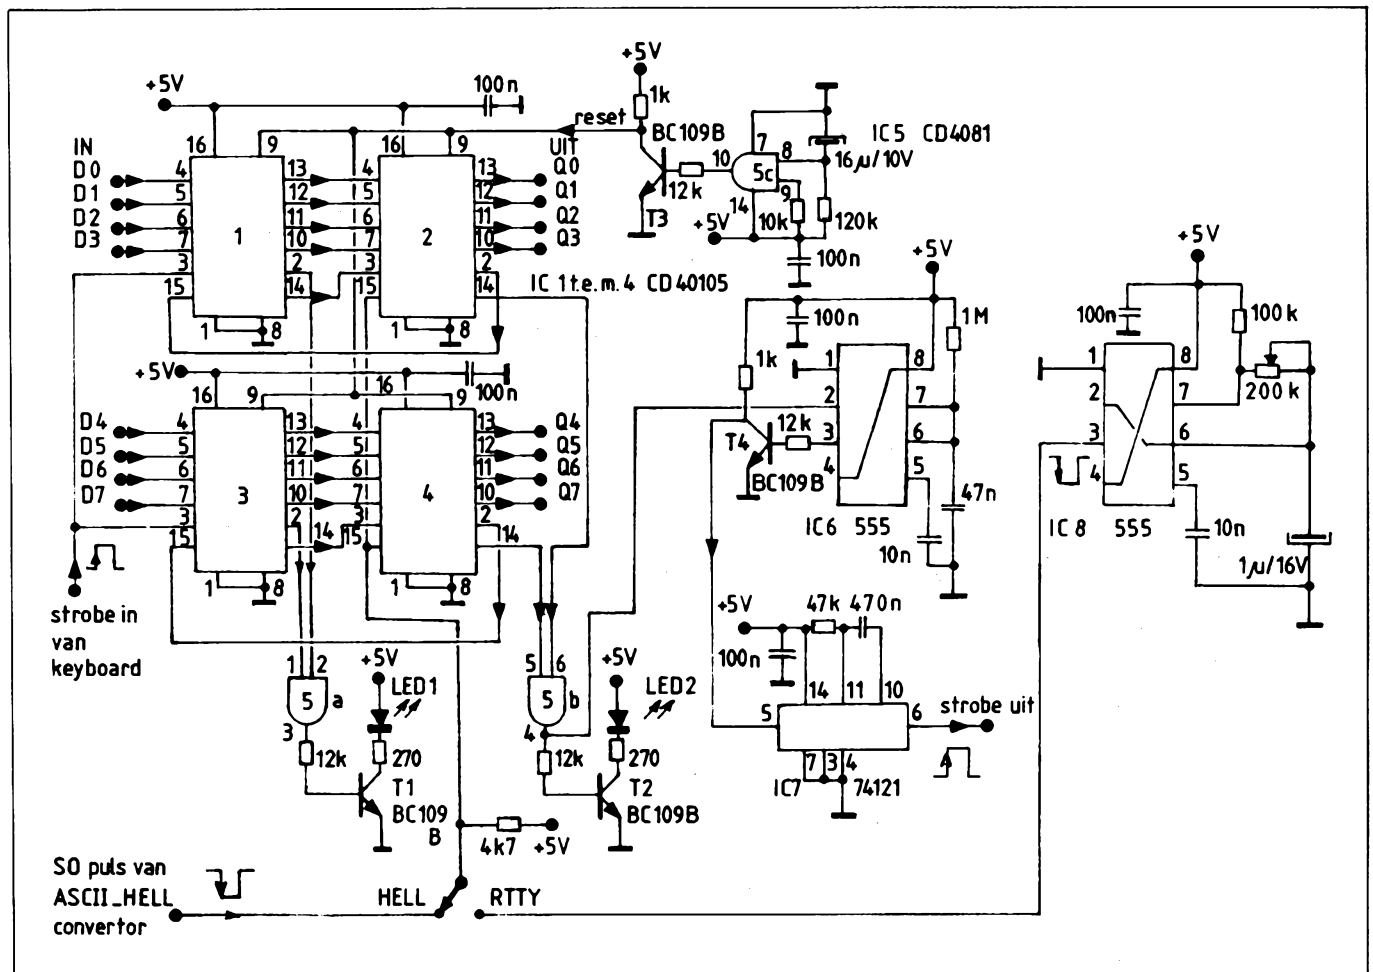 +5V
100n
reset
+5V
1k
BC109B
12k
T3
10
5c
7
8
9
14
+5V
10k
120k
100n
16µ/10V
IC5 CD4081
IN
D0
D1
D2
D3
16
9
4
5
6
7
3
15
1
13
12
11
10
2
14
1
8
16
9
4
5
6
7
3
15
2
13
12
11
10
2
14
1
8
UIT
Q0
Q1
Q2
Q3
IC 1 t.e.m. 4 CD40105
+5V
100n
D4
D5
D6
D7
16
9
4
5
6
7
3
15
3
13
12
11
10
2
14
1
8
16
9
4
5
6
7
3
15
4
13
12
11
10
2
14
1
8
Q4
Q5
Q6
Q7
strobe in
van
keyboard
1
2
5
a
3
12k
+5V
LED1
270
T1
BC109
B
5
6
5
b
4
12k
+5V
LED2
270
T2
BC109B
4k7
+5V
+5V
1k
100n
1M
T4
12k
BC109B
1
2
3
4
8
7
6
5
IC6 555
10n
47n
+5V
100n
100k
200k
1
2
3
4
8
7
6
5
IC8 555
10n
1µ/16V
+5V
47k
470n
100n
14
11
10
5
6
7
3
4
IC7
74121
strobe uit
SO puls van
ASCII_HELL
convertor
HELL
RTTY